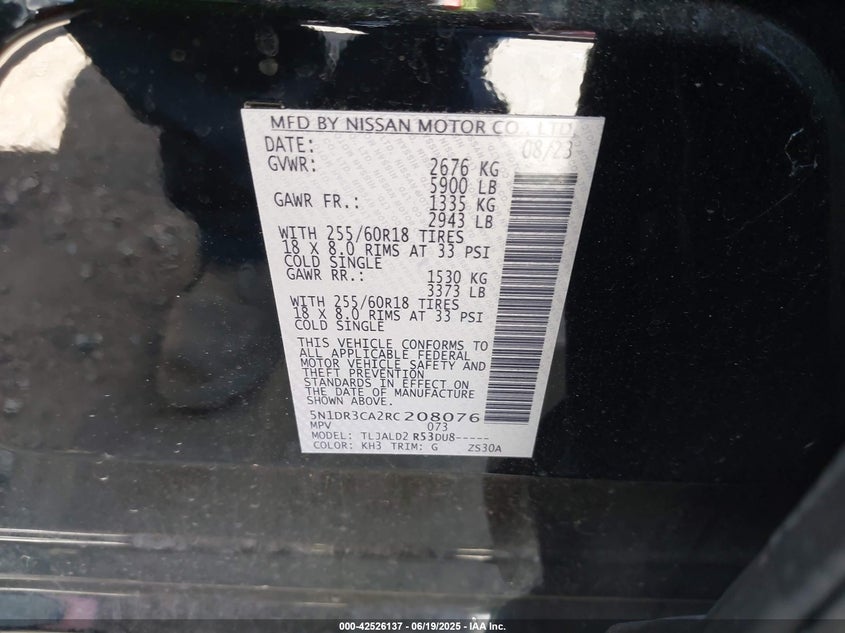 MFD BY NISSAN MOTOR CO., LTD.
DATE: 08/23
GVWR: 2676 KG
5900 LB
GAWR FR.: 1335 KG
2943 LB
WITH 255/60R18 TIRES
18 X 8.0 RIMS AT 33 PSI
COLD SINGLE
GAWR RR.: 1530 KG
3373 LB
WITH 255/60R18 TIRES
18 X 8.0 RIMS AT 33 PSI
COLD SINGLE
THIS VEHICLE CONFORMS TO
ALL APPLICABLE FEDERAL
MOTOR VEHICLE SAFETY AND
THEFT PREVENTION
STANDARDS IN EFFECT ON
THE DATE OF MANUFACTURE
SHOWN ABOVE.
5N1DR3CA2RC208076
MPV 073
MODEL: TLJALD2 R53DU8-----
COLOR: KH3 TRIM: G ZS30A
000-42526137 - 06/19/2025 - IAA Inc.